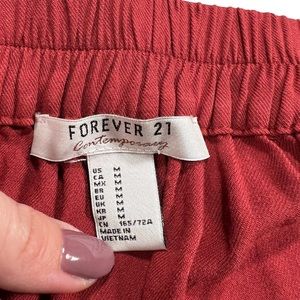 FOREVER 21
Contemporary
US M
CA M
MX M
BR M
EU M
UK M
KR M
JP M
CN 165/72A
MADE IN
VIETNAM